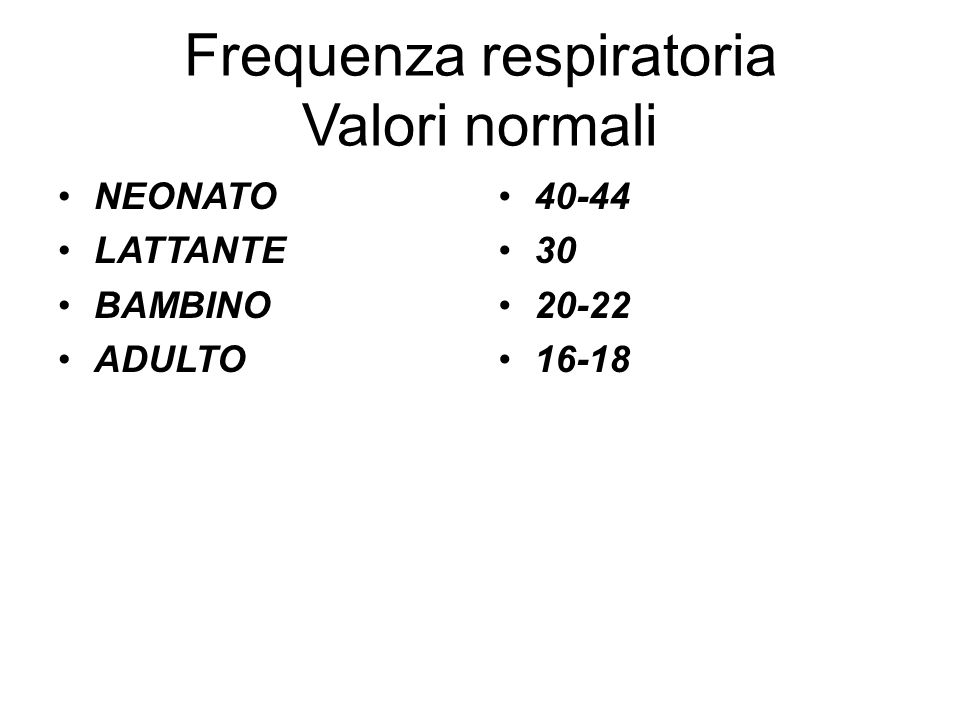 Frequenza respiratoria
Valori normali
• NEONATO
• LATTANTE
• BAMBINO
• ADULTO
• 40-44
• 30
• 20-22
• 16-18